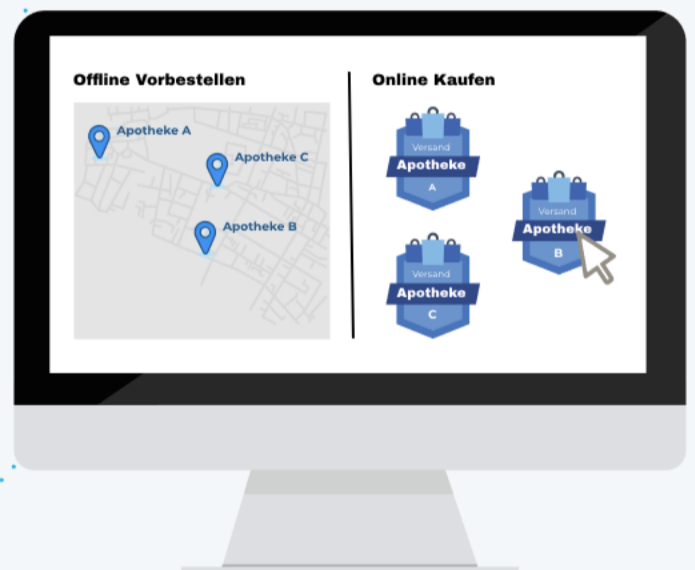 Offline Vorbestellen
Apotheke A
Apotheke C
Apotheke B
Online Kaufen
Versand
Apotheke
A
Versand
Apotheke
B
Versand
Apotheke
C